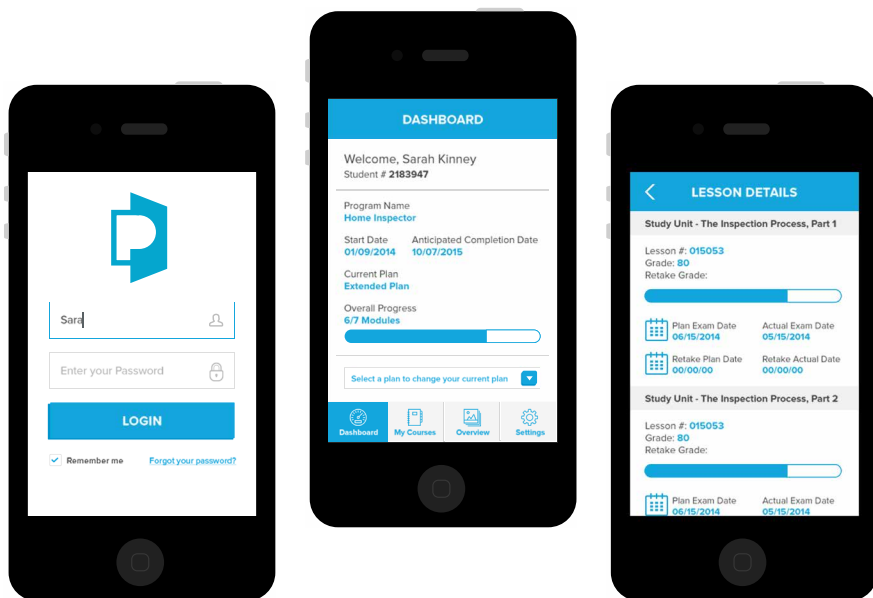 Sara
Enter your Password
LOGIN
Remember me Forgot your password?
DASHBOARD
Welcome, Sarah Kinney
Student # 2183947
Program Name
Home Inspector
Start Date Anticipated Completion Date
01/09/2014 10/07/2015
Current Plan
Extended Plan
Overall Progress
6/7 Modules
Select a plan to change your current plan
Dashboard My Courses Overview Settings
LESSON DETAILS
Study Unit - The Inspection Process, Part 1
Lesson #: 015053
Grade: 80
Retake Grade:
Plan Exam Date Actual Exam Date
06/15/2014 05/15/2014
Retake Plan Date Retake Actual Date
00/00/00 00/00/00
Study Unit - The Inspection Process, Part 2
Lesson #: 015053
Grade: 80
Retake Grade:
Plan Exam Date Actual Exam Date
06/15/2014 05/15/2014